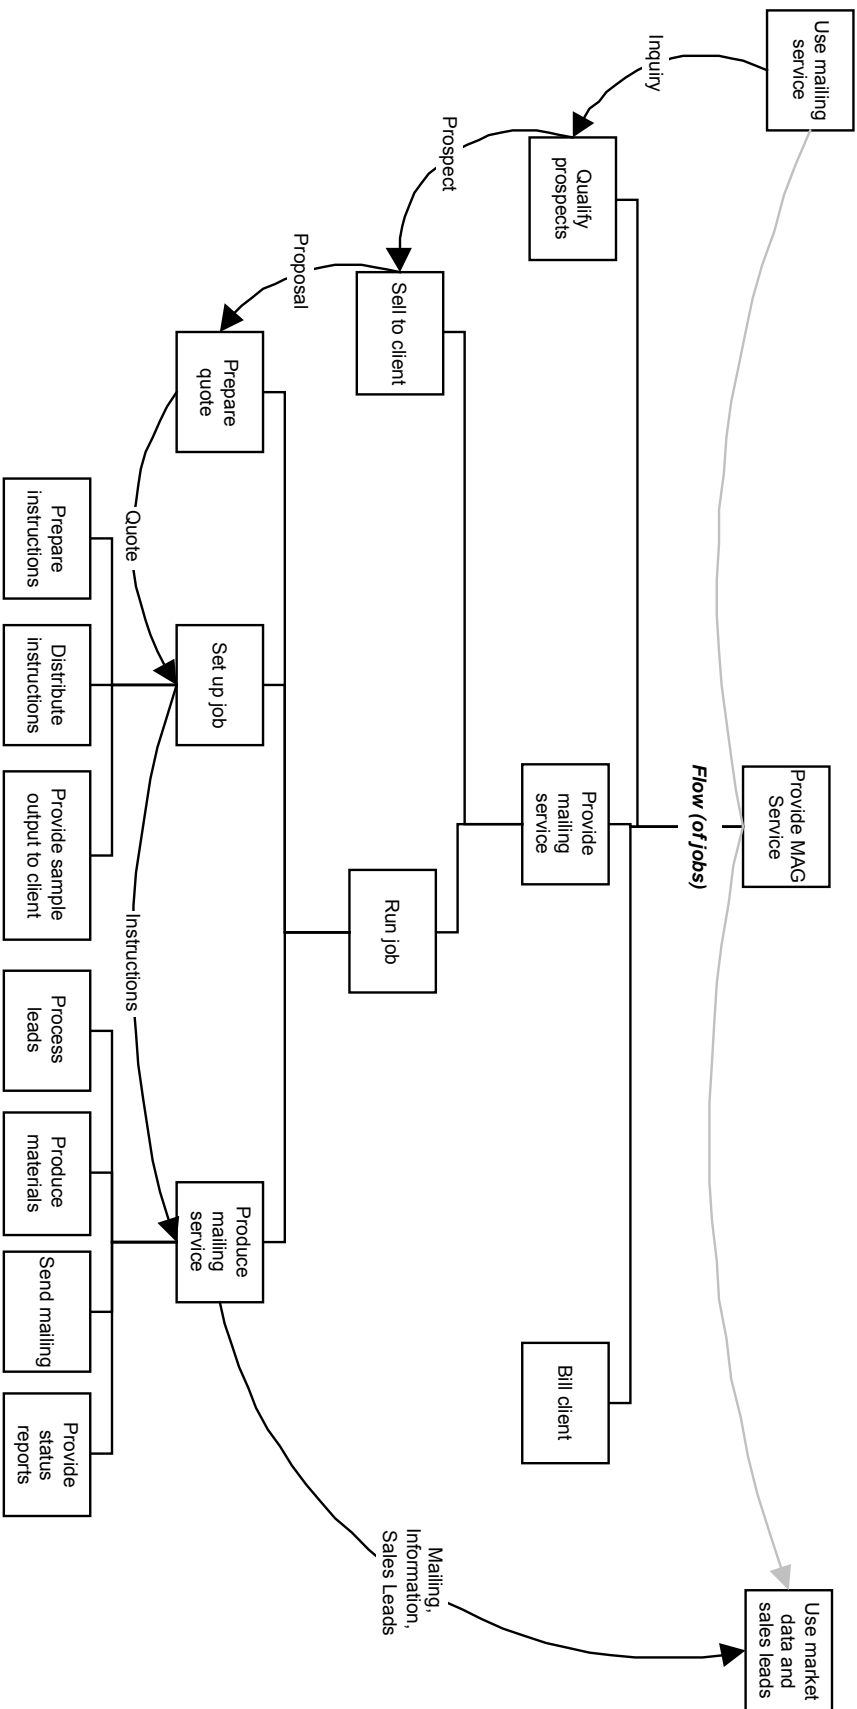 Use mailing
service
Provide MAG
Service
Use market
data and
sales leads
Flow (of jobs)
Inquiry
Qualify
prospects
Provide
mailing
service
Bill client
Prospect
Sell to client
Run job
Mailing,
Information,
Sales Leads
Proposal
Prepare
quote
Set up job
Produce
mailing
service
Quote
Instructions
Prepare
instructions
Distribute
instructions
Provide sample
output to client
Process
leads
Produce
materials
Send mailing
Provide
status
reports